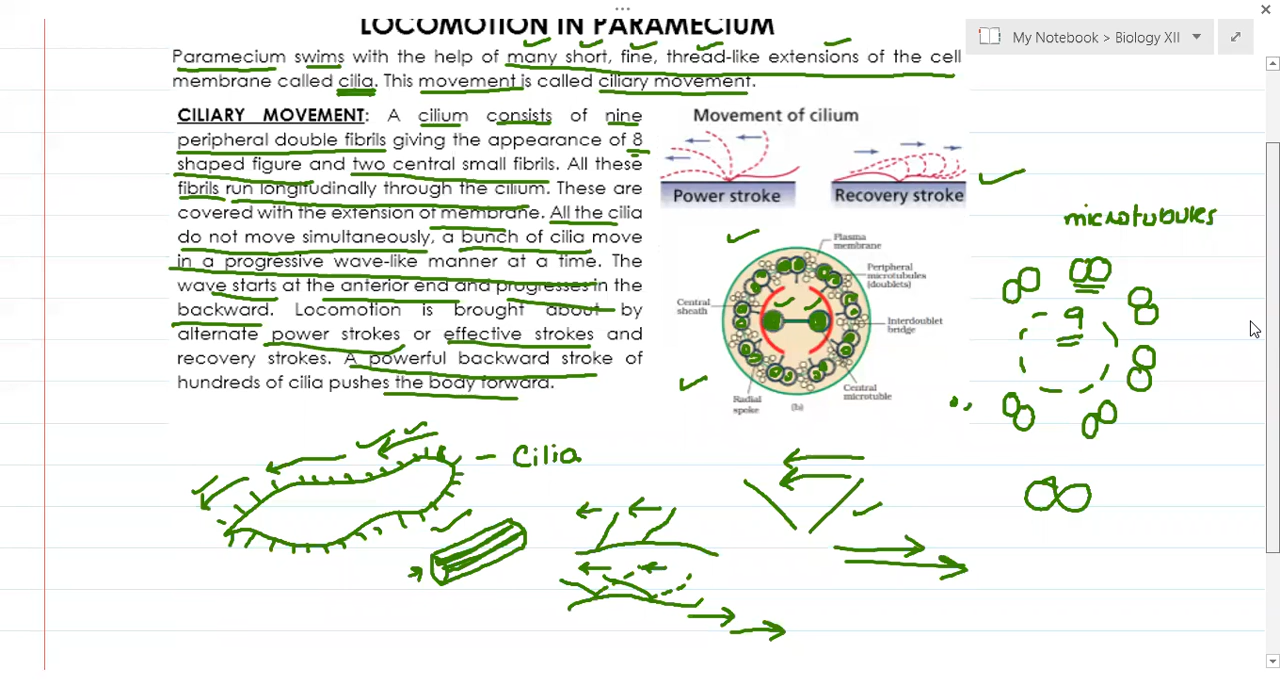 LOCOMOTION IN PARAMECIUM
My Notebook > Biology XII
Paramecium swims with the help of many short, fine, thread-like extensions of the cell
membrane called cilia. This movement is called ciliary movement.
CILIARY MOVEMENT: A cilium consists of nine
peripheral double fibrils giving the appearance of 8
shaped figure and two central small fibrils. All these
fibrils run longitudinally through the cilium. These are
covered with the extension of membrane. All the cilia
do not move simultaneously, a bunch of cilia move
in a progressive wave-like manner at a time. The
wave starts at the anterior end and progresses in the
backward. Locomotion is brought about by
alternate power strokes or effective strokes and
recovery strokes. A powerful backward stroke of
hundreds of cilia pushes the body forward.
Movement of cilium
Power stroke
Recovery stroke
Plasma
membrane
Peripheral
microtubules
(doublets)
Central
sheath
Interdoublet
bridge
Radial
spoke
Central
microtuble
(b)
microtubules
9
Cilia